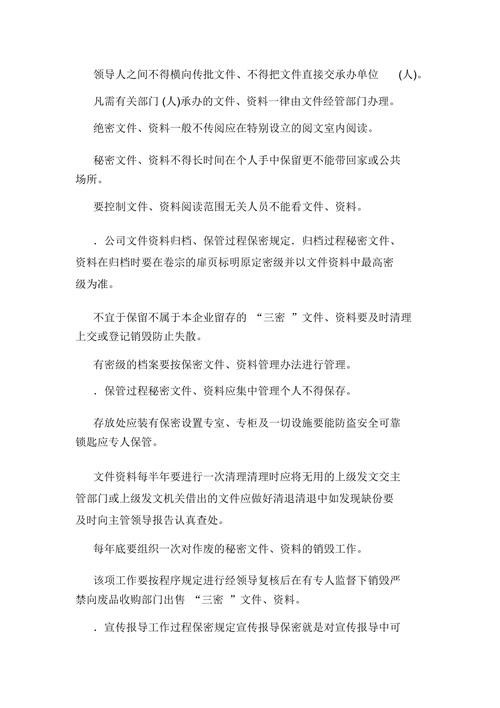 领导人之间不得横向传批文件、不得把文件直接交承办单位 (人)。
凡需有关部门 (人)承办的文件、资料一律由文件经管部门办理。
绝密文件、资料一般不传阅应在特别设立的阅文室内阅读。
秘密文件、资料不得长时间在个人手中保留更不能带回家或公共
场所。
要控制文件、资料阅读范围无关人员不能看文件、资料。
．公司文件资料归档、保管过程保密规定．归档过程秘密文件、
资料在归档时要在卷宗的扉页标明原定密级并以文件资料中最高密
级为准。
不宜于保留不属于本企业留存的 “三密 ”文件、资料要及时清理
上交或登记销毁防止失散。
有密级的档案要按保密文件、资料管理办法进行管理。
．保管过程秘密文件、资料应集中管理个人不得保存。
存放处应装有保密设置专室、专柜及一切设施要能防盗安全可靠
锁匙应专人保管。
文件资料每半年要进行一次清理清理时应将无用的上级发文交主
管部门或上级发文机关借出的文件应做好清退清退中如发现缺份要
及时向主管领导报告认真查处。
每年底要组织一次对作废的秘密文件、资料的销毁工作。
该项工作要按程序规定进行经领导复核后在有专人监督下销毁严
禁向废品收购部门出售 “三密 ”文件、资料。
．宣传报导工作过程保密规定宣传报导保密就是对宣传报导中可